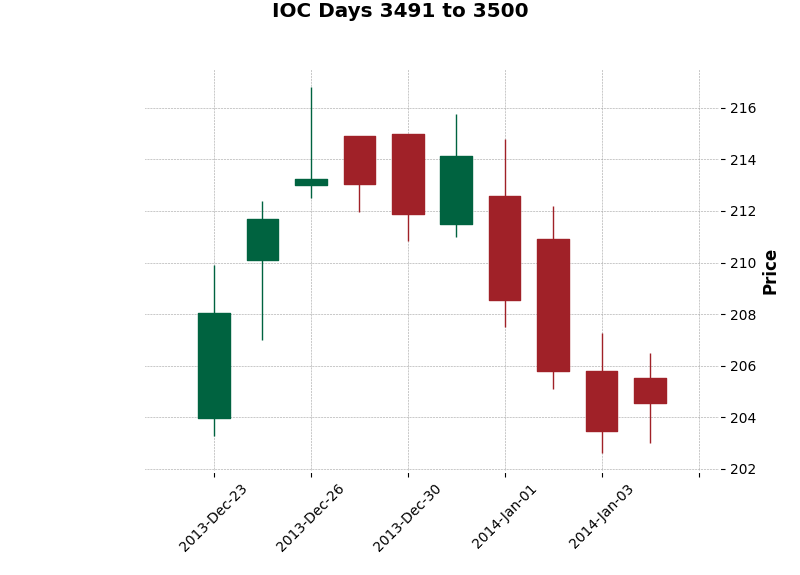 IOC Days 3491 to 3500
216
214
212
210
208
206
204
202
Price
2013-Dec-23
2013-Dec-26
2013-Dec-30
2014-Jan-01
2014-Jan-03